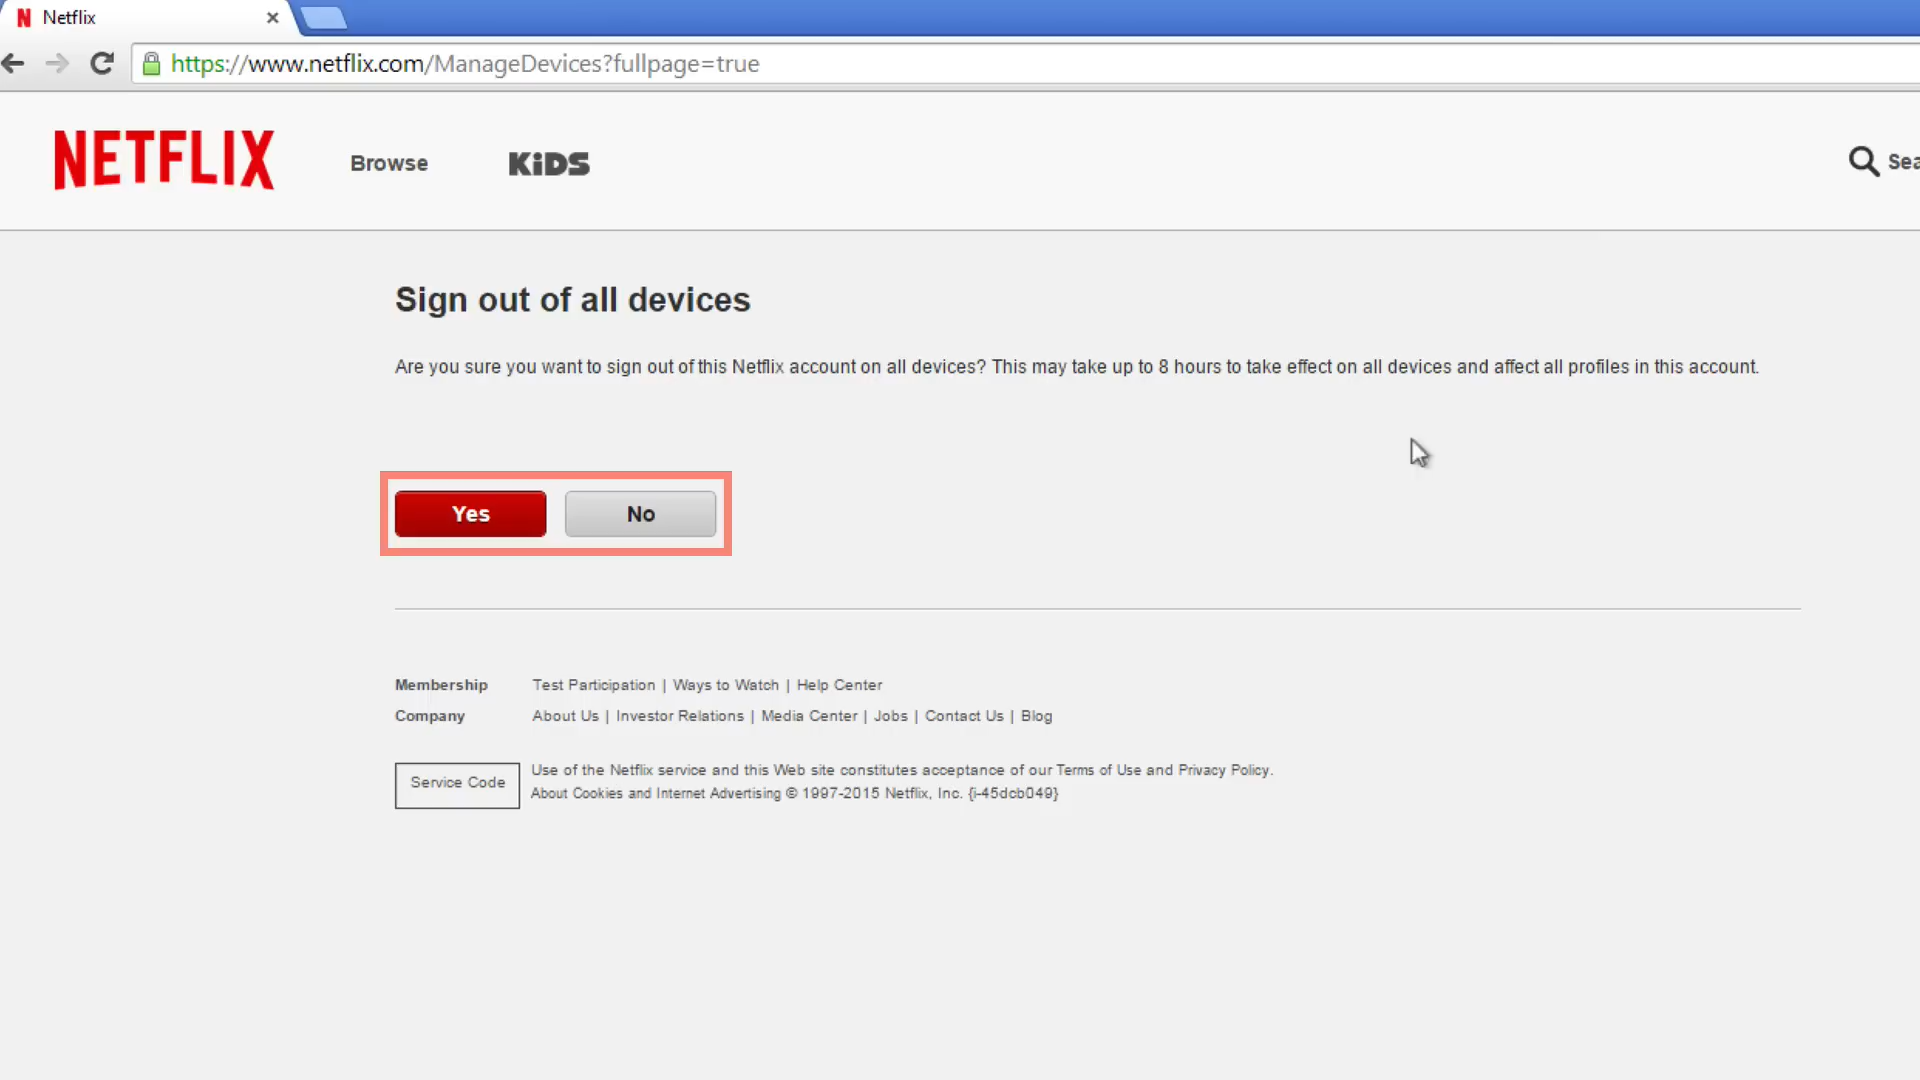 Netflix
https://www.netflix.com/ManageDevices?fullpage=true
NETFLIX Browse KiDS
Sign out of all devices
Are you sure you want to sign out of this Netflix account on all devices? This may take up to 8 hours to take effect on all devices and affect all profiles in this account.
Yes No
Membership Test Participation | Ways to Watch | Help Center
Company About Us | Investor Relations | Media Center | Jobs | Contact Us | Blog
Service Code
Use of the Netflix service and this Web site constitutes acceptance of our Terms of Use and Privacy Policy.
About Cookies and Internet Advertising © 1997-2015 Netflix, Inc. {i-45dcb049}